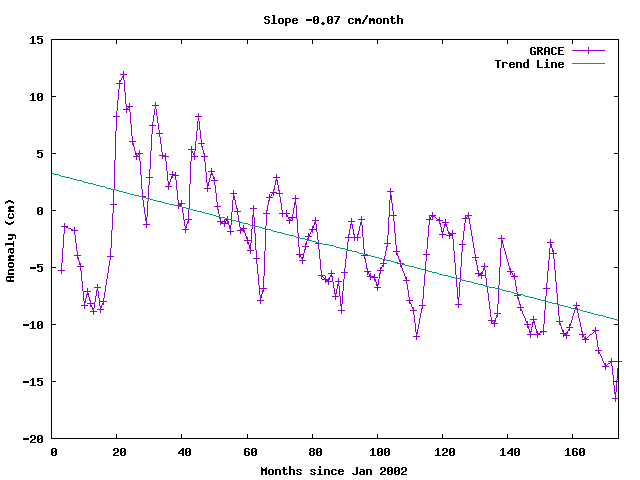 Slope -0.07 cm/month
GRACE
Trend Line
15
10
5
0
-5
-10
-15
-20
Anomaly (cm)
0 20 40 60 80 100 120 140 160
Months since Jan 2002